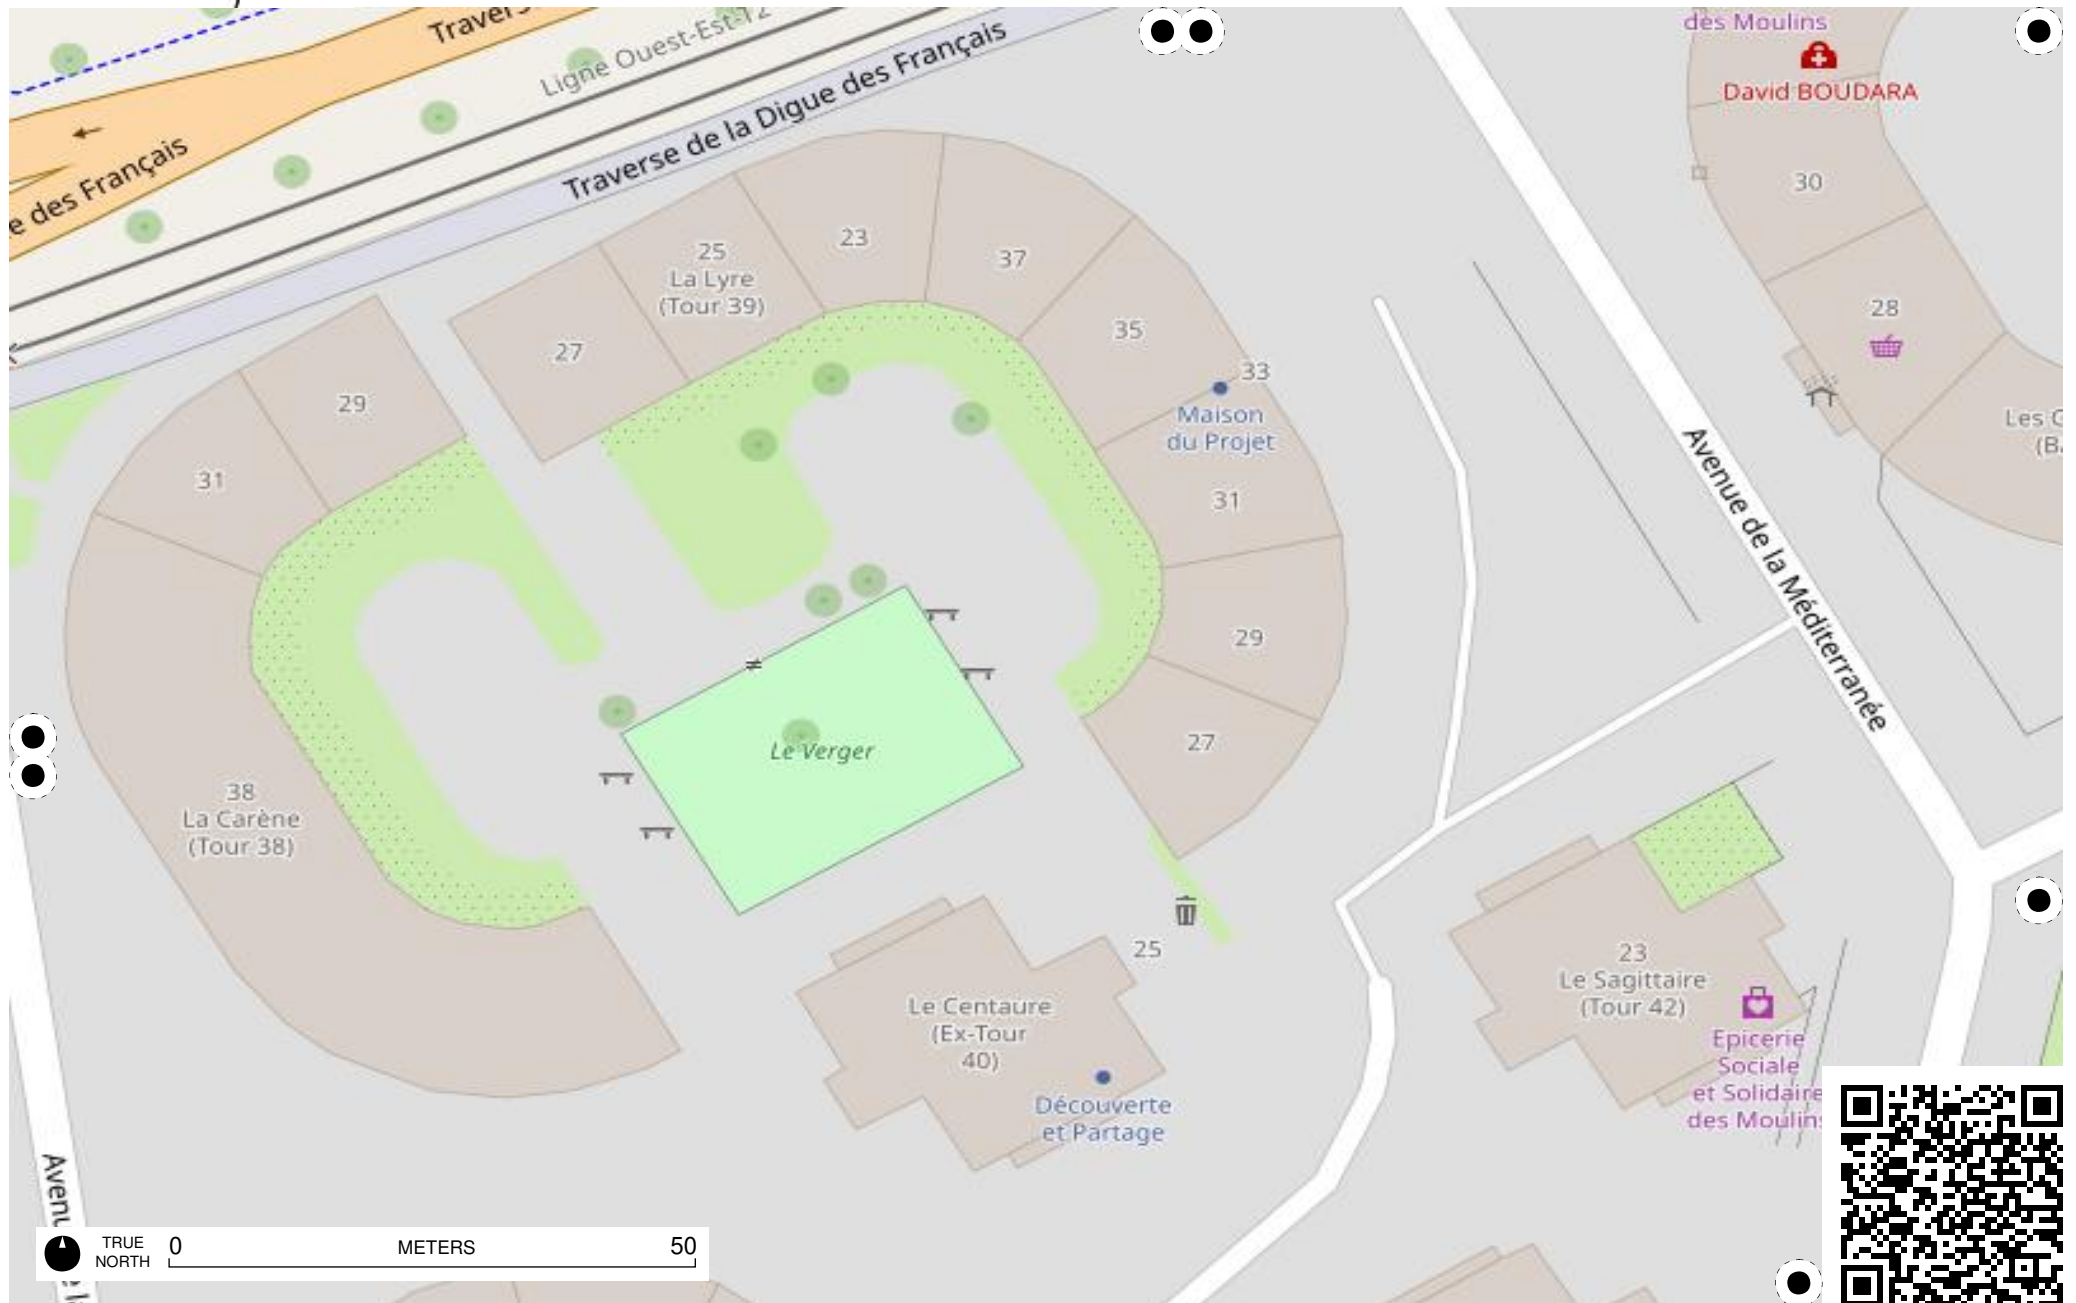 des Moulins
David BOUDARA
Ligne Ouest-Est-T2
Traverse de la Digue des Français
e des Français
30
25
La Lyre
(Tour 39)
23
37
27
35
28
29
33
Maison
du Projet
31
31
29
27
Avenue de la Méditerranée
Le Verger
38
La Carène
(Tour 38)
25
Le Centaure
(Ex-Tour
40)
Découverte
et Partage
23
Le Sagittaire
(Tour 42)
Epicerie
Sociale
et Solidaire
des Moulins
TRUE
NORTH
0
METERS
50